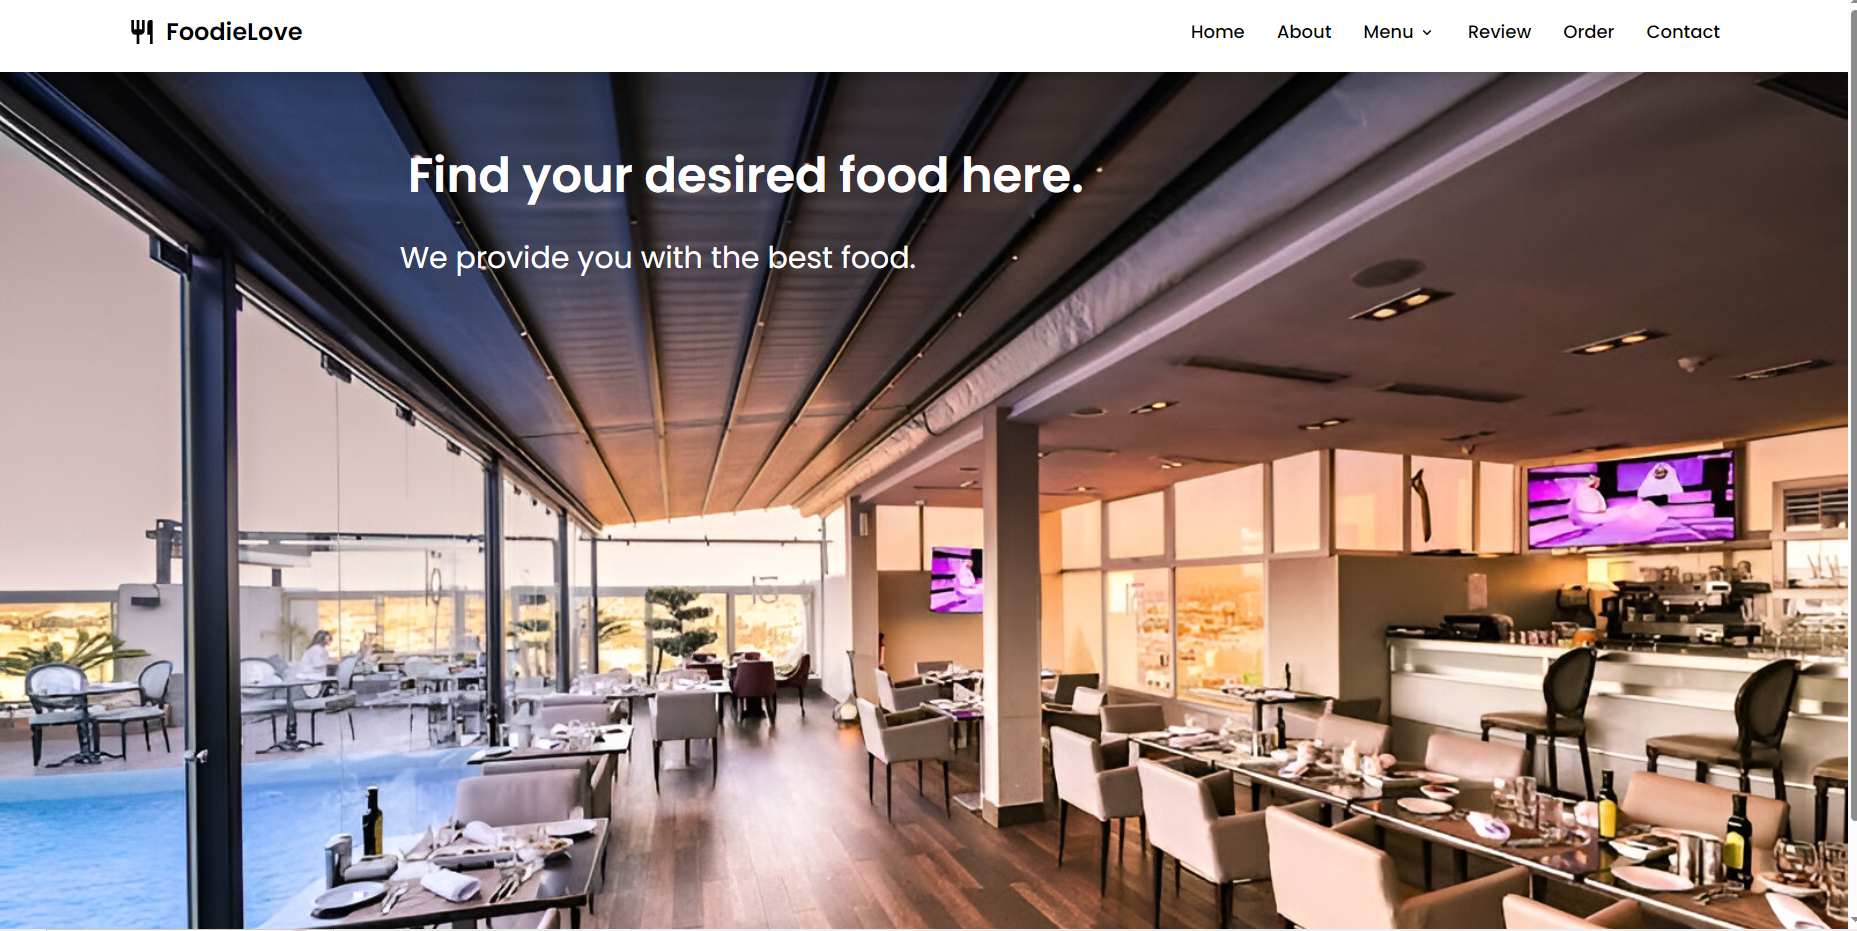 FoodieLove
Home About Menu Review Order Contact
Find your desired food here.
We provide you with the best food.